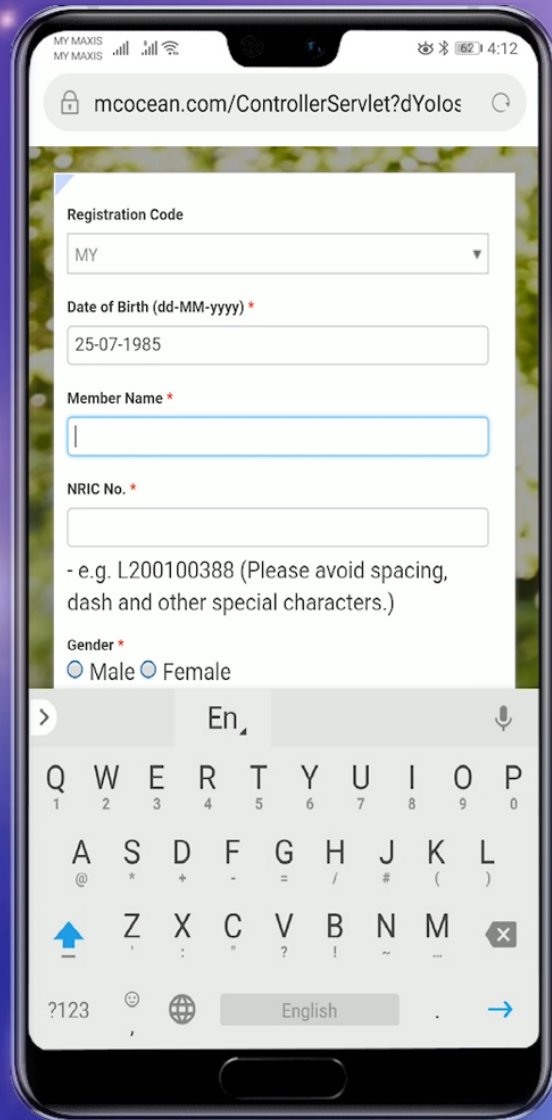 MY MAXIS
MY MAXIS
62 4:12
mcocean.com/ControllerServlet?dYolos
Registration Code
MY
Date of Birth (dd-MM-yyyy) *
25-07-1985
Member Name *
NRIC No. *
- e.g. L200100388 (Please avoid spacing,
dash and other special characters.)
Gender *
Male Female
En
Q W E R T Y U I O P
1 2 3 4 5 6 7 8 9 0
A S D F G H J K L
@ * + - = / # ( )
Z X C V B N M
' : " ? ! ~ ...
?123 , English .